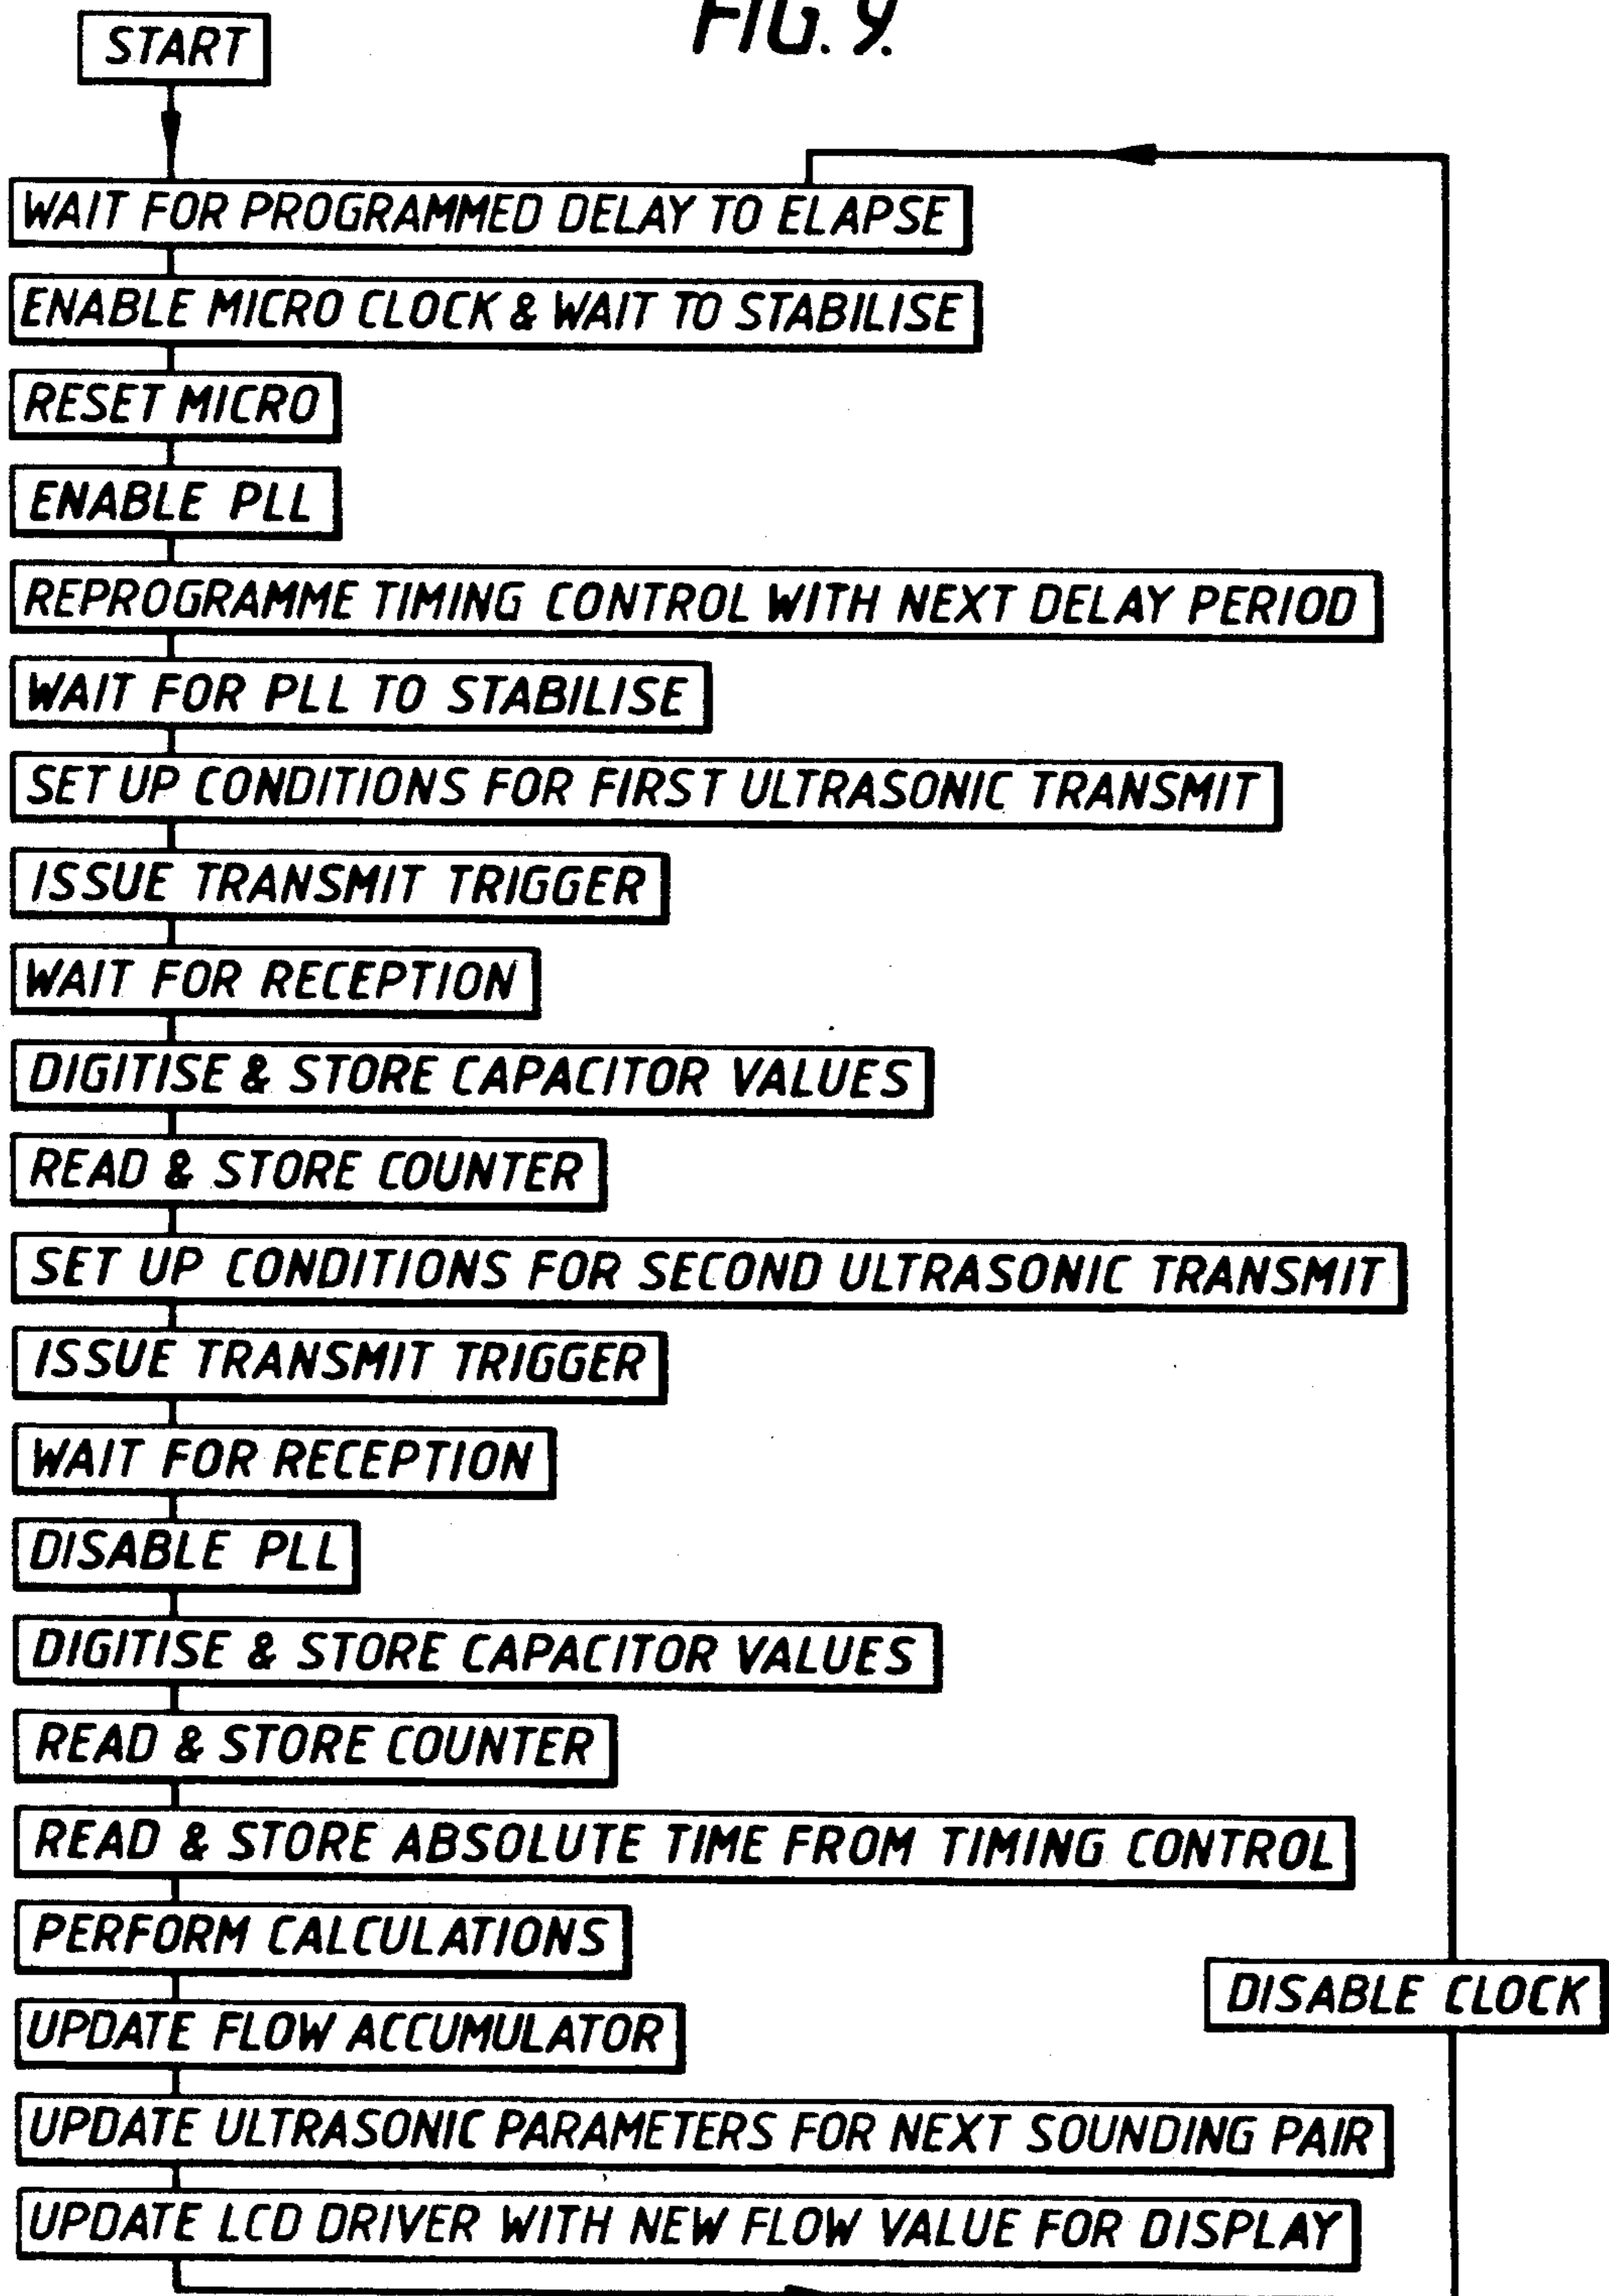 FIG. 9.
START
WAIT FOR PROGRAMMED DELAY TO ELAPSE
ENABLE MICRO CLOCK & WAIT TO STABILISE
RESET MICRO
ENABLE PLL
REPROGRAMME TIMING CONTROL WITH NEXT DELAY PERIOD
WAIT FOR PLL TO STABILISE
SET UP CONDITIONS FOR FIRST ULTRASONIC TRANSMIT
ISSUE TRANSMIT TRIGGER
WAIT FOR RECEPTION
DIGITISE & STORE CAPACITOR VALUES
READ & STORE COUNTER
SET UP CONDITIONS FOR SECOND ULTRASONIC TRANSMIT
ISSUE TRANSMIT TRIGGER
WAIT FOR RECEPTION
DISABLE PLL
DIGITISE & STORE CAPACITOR VALUES
READ & STORE COUNTER
READ & STORE ABSOLUTE TIME FROM TIMING CONTROL
PERFORM CALCULATIONS
DISABLE CLOCK
UPDATE FLOW ACCUMULATOR
UPDATE ULTRASONIC PARAMETERS FOR NEXT SOUNDING PAIR
UPDATE LCD DRIVER WITH NEW FLOW VALUE FOR DISPLAY